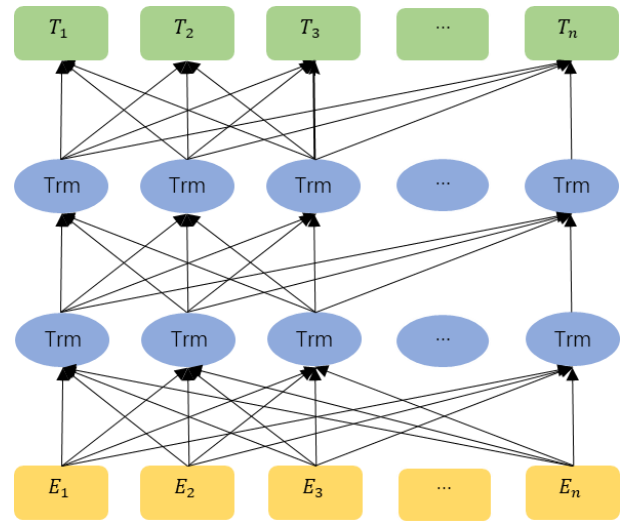 T₁ T₂ T₃ ... Tₙ
Trm Trm Trm ... Trm
Trm Trm Trm ... Trm
E₁ E₂ E₃ ... Eₙ